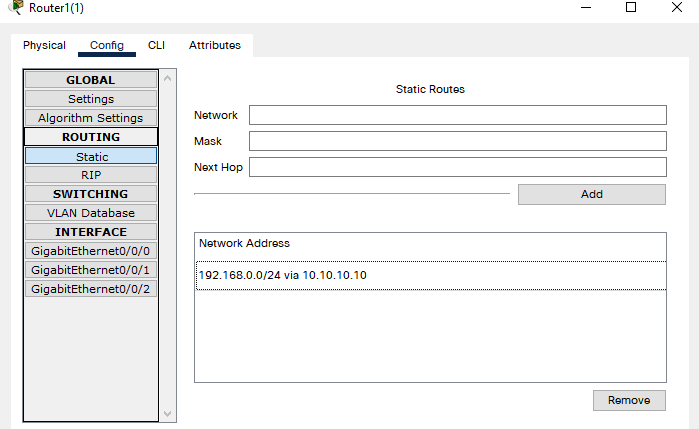 Router1(1)
Physical Config CLI Attributes
GLOBAL
Settings
Algorithm Settings
ROUTING
Static
RIP
SWITCHING
VLAN Database
INTERFACE
GigabitEthernet0/0/0
GigabitEthernet0/0/1
GigabitEthernet0/0/2
Static Routes
Network
Mask
Next Hop
Add
Network Address
192.168.0.0/24 via 10.10.10.10
Remove